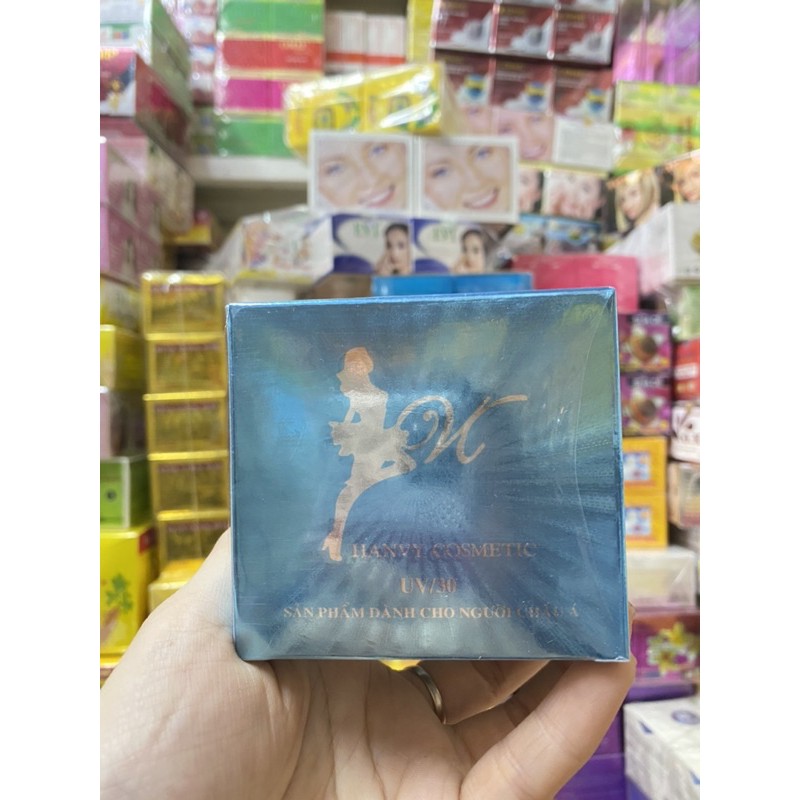 HANVY COSMETIC
UV/30
SẢN PHẨM DÀNH CHO NGƯỜI CHÂU Á